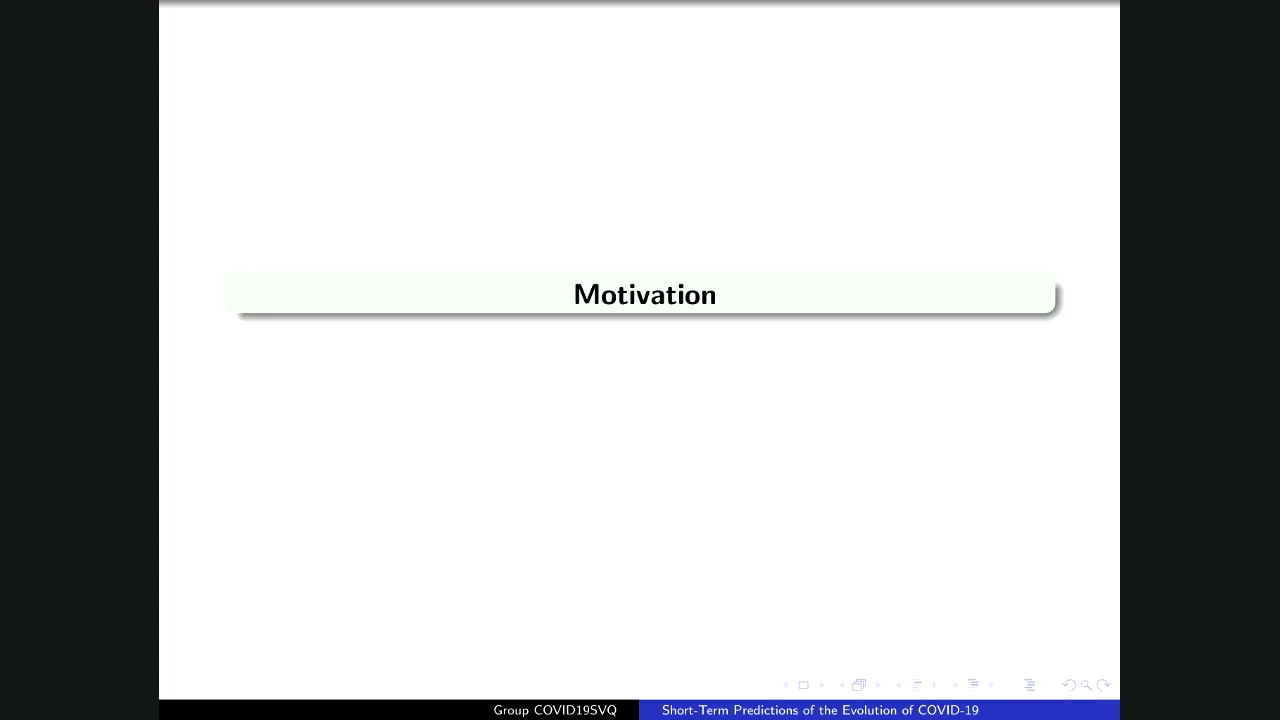 Motivation
Group COVID19SVQ
Short-Term Predictions of the Evolution of COVID-19